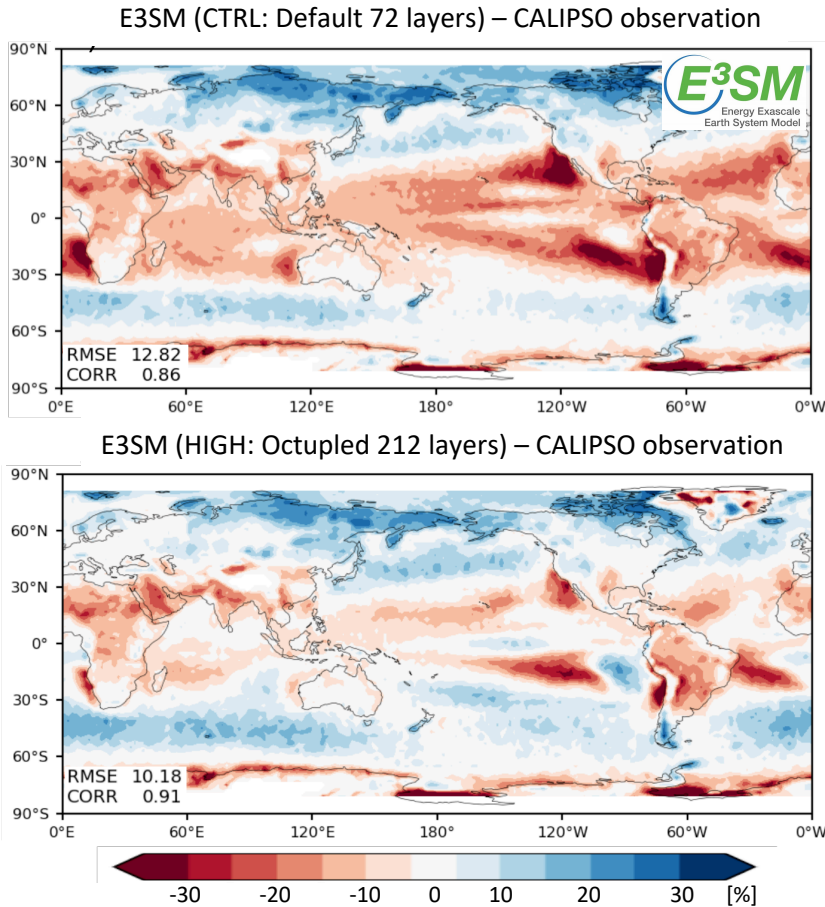 E3SM (CTRL: Default 72 layers) – CALIPSO observation
90°N
60°N
30°N
0°
30°S
60°S
90°S
E³SM
Energy Exascale
Earth System Model
RMSE 12.82
CORR 0.86
0°E 60°E 120°E 180° 120°W 60°W 0°W
E3SM (HIGH: Octupled 212 layers) – CALIPSO observation
90°N
60°N
30°N
0°
30°S
60°S
90°S
RMSE 10.18
CORR 0.91
0°E 60°E 120°E 180° 120°W 60°W 0°W
-30 -20 -10 0 10 20 30 [%]